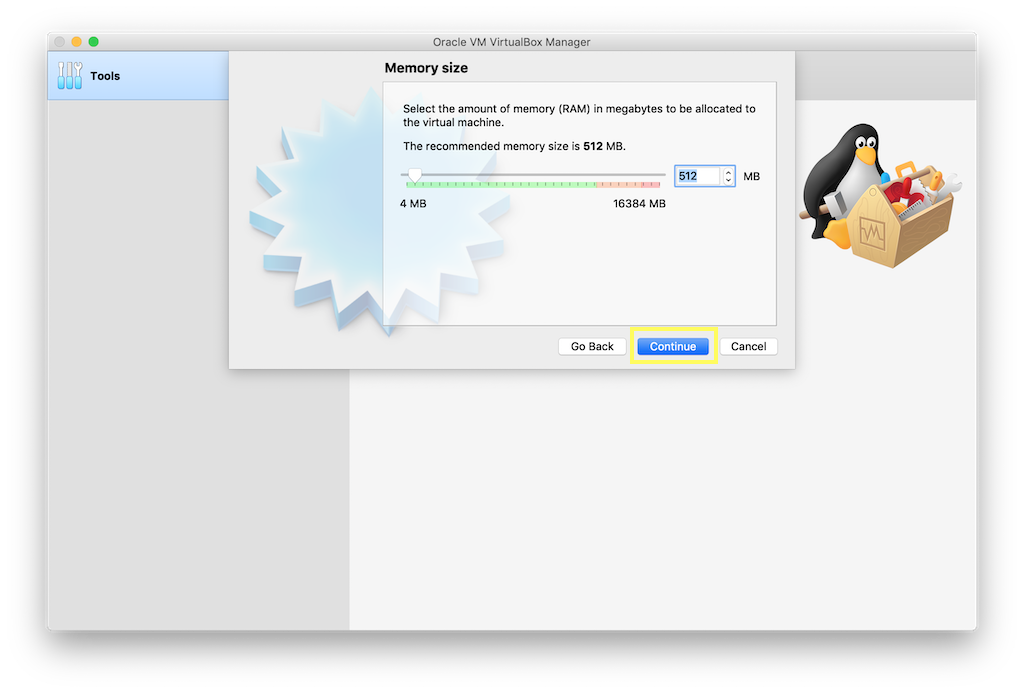 Oracle VM VirtualBox Manager
Tools
Memory size
Select the amount of memory (RAM) in megabytes to be allocated to
the virtual machine.
The recommended memory size is 512 MB.
512 MB
4 MB 16384 MB
Go Back Continue Cancel